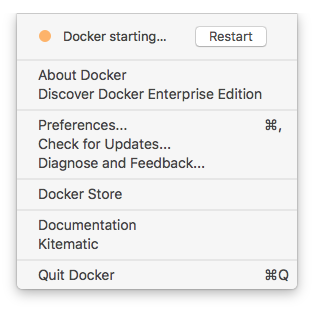 Docker starting... Restart
About Docker
Discover Docker Enterprise Edition
Preferences... ⌘,
Check for Updates...
Diagnose and Feedback...
Docker Store
Documentation
Kitematic
Quit Docker ⌘Q